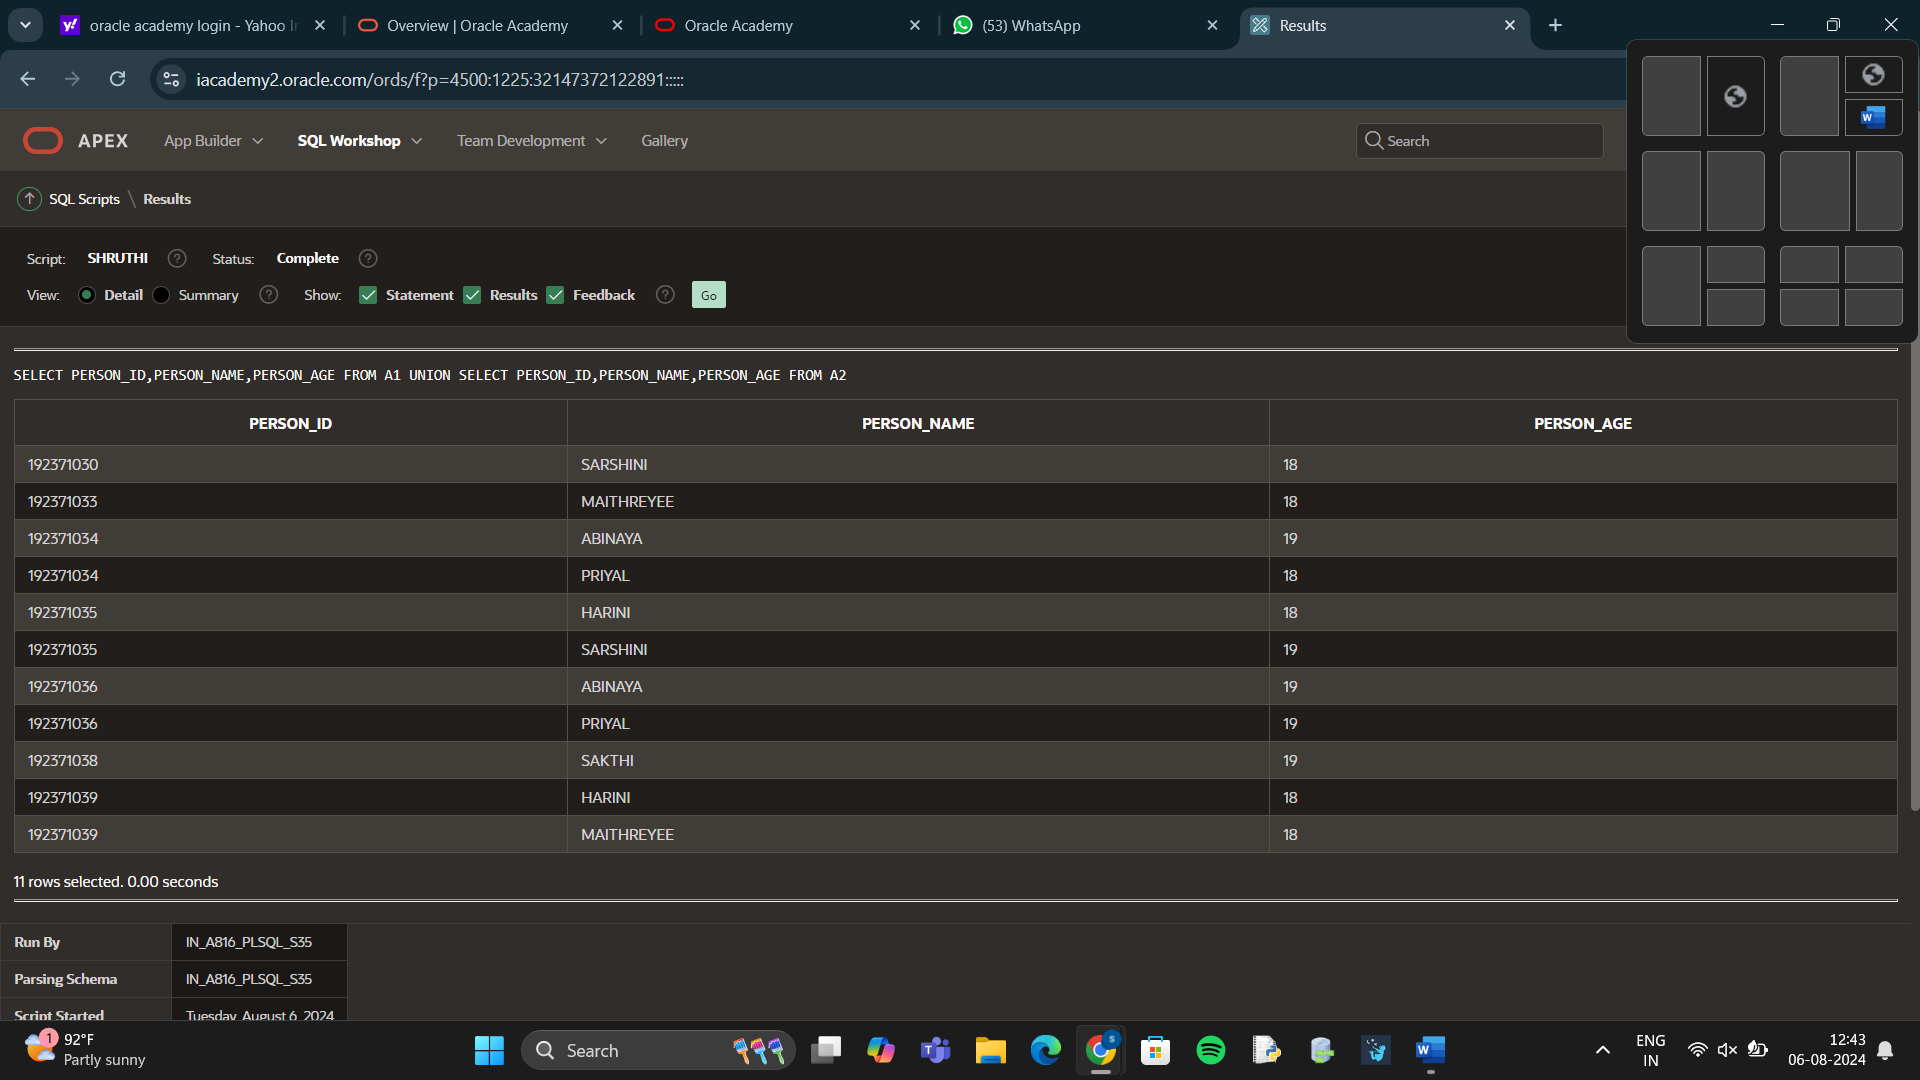 oracle academy login - Yahoo I
Overview | Oracle Academy
Oracle Academy
(53) WhatsApp
Results
iacademy2.oracle.com/ords/f?p=4500:1225:32147372122891:::::
APEX
App Builder
SQL Workshop
Team Development
Gallery
Search
SQL Scripts \ Results
Script: SHRUTHI ? Status: Complete ?
View: Detail Summary ? Show: Statement Results Feedback ? Go
SELECT PERSON_ID,PERSON_NAME,PERSON_AGE FROM A1 UNION SELECT PERSON_ID,PERSON_NAME,PERSON_AGE FROM A2
PERSON_ID PERSON_NAME PERSON_AGE
192371030 SARSHINI 18
192371033 MAITHREYEE 18
192371034 ABINAYA 19
192371034 PRIYAL 18
192371035 HARINI 18
192371035 SARSHINI 19
192371036 ABINAYA 19
192371036 PRIYAL 19
192371038 SAKTHI 19
192371039 HARINI 18
192371039 MAITHREYEE 18
11 rows selected. 0.00 seconds
Run By IN_A816_PLSQL_S35
Parsing Schema IN_A816_PLSQL_S35
Script Started Tuesday, August 6, 2024
1
92°F
Partly sunny
Search
ENG
IN
12:43
06-08-2024